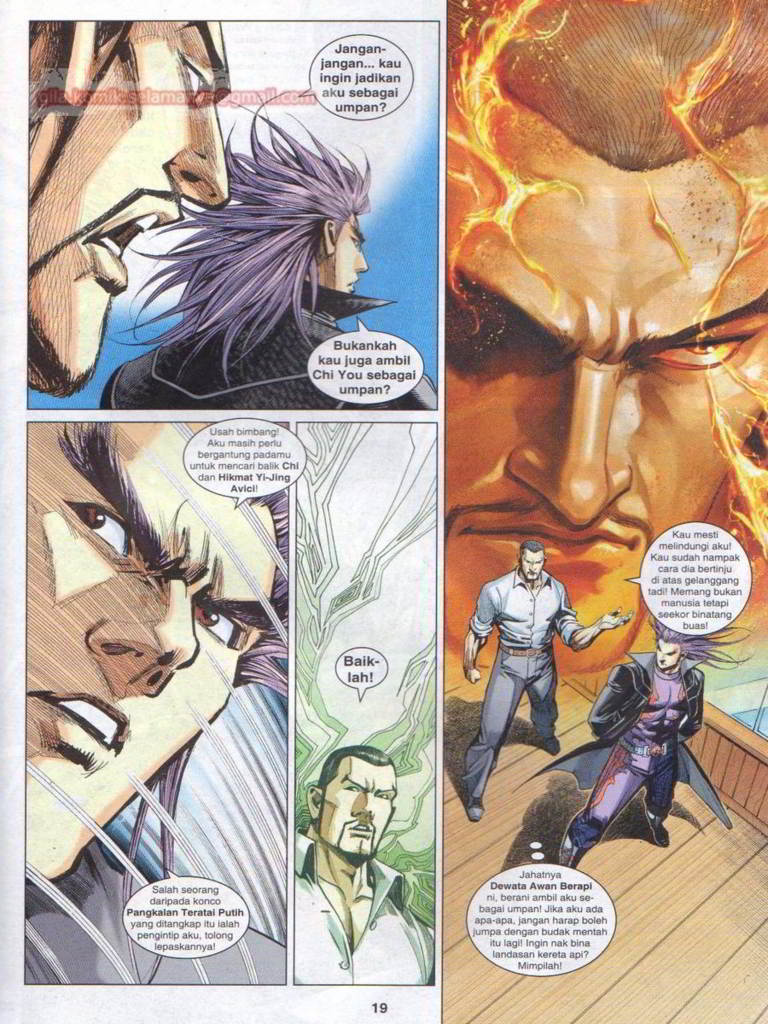 Jangan-
jangan... kau
ingin jadikan
aku sebagai
umpan?
gila.komik.selamanya@gmail.com
Bukankah
kau juga ambil
Chi You sebagai
umpan?
Usah bimbang!
Aku masih perlu
bergantung padamu
untuk mencari balik Chi
dan Hikmat Yi-Jing
Avici!
Salah seorang
daripada konco
Pangkalan Teratai Putih
yang ditangkap itu ialah
pengintip aku, tolong
lepaskannya!
Baik-
lah!
Kau mesti
melindungi aku!
Kau sudah nampak
cara dia bertinju
di atas gelanggang
tadi! Memang bukan
manusia tetapi
seekor binatang
buas!
Jahatnya
Dewata Awan Berapi
ni, berani ambil aku se-
bagai umpan! Jika aku ada
apa-apa, jangan harap boleh
jumpa dengan budak mentah
itu lagi! Ingin nak bina
landasan kereta api?
Mimpilah!
19